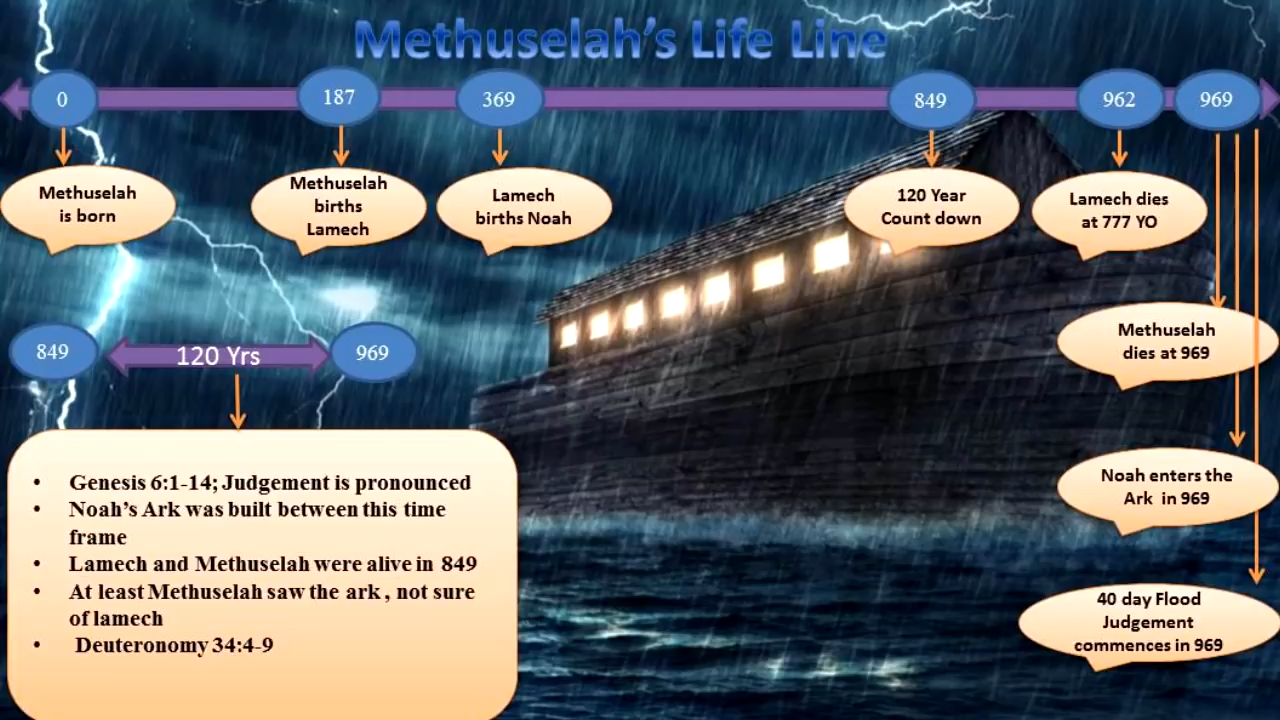 Methuselah's Life Line
0
187
369
849
962
969
Methuselah
is born
Methuselah
births
Lamech
Lamech
births Noah
120 Year
Count down
Lamech dies
at 777 YO
Methuselah
dies at 969
Noah enters the
Ark in 969
40 day Flood
Judgement
commences in 969
849
120 Yrs
969
• Genesis 6:1-14; Judgement is pronounced
• Noah's Ark was built between this time
frame
• Lamech and Methuselah were alive in 849
• At least Methuselah saw the ark , not sure
of lamech
• Deuteronomy 34:4-9